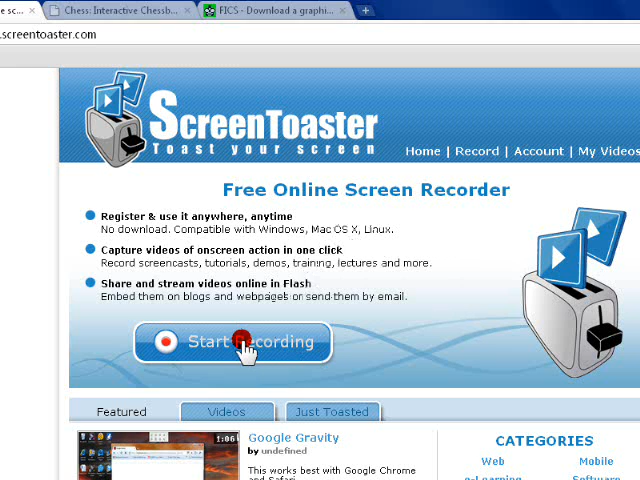 e sc...
Chess: Interactive Chessb
FICS - Download a graphi...
.screentoaster.com
ScreenToaster
Toast your screen
Home | Record | Account | My Videos
Free Online Screen Recorder
Register & use it anywhere, anytime
No download. Compatible with Windows, Mac OS X, Linux.
Capture videos of onscreen action in one click
Record screencasts, tutorials, demos, training, lectures and more.
Share and stream videos online in Flash
Embed them on blogs and webpages or send them by email.
Start Recording
Featured
Videos
Just Toasted
1:06
Google Gravity
by undefined
This works best with Google Chrome
and Safari
CATEGORIES
Web
Mobile
e-Learning
Software